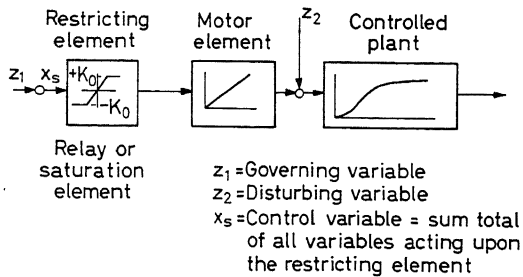 Restricting
element
Motor
element
z2
Controlled
plant
z1
xs
+K0
-K0
Relay or
saturation
element
z1 =Governing variable
z2 =Disturbing variable
xs =Control variable = sum total
of all variables acting upon
the restricting element